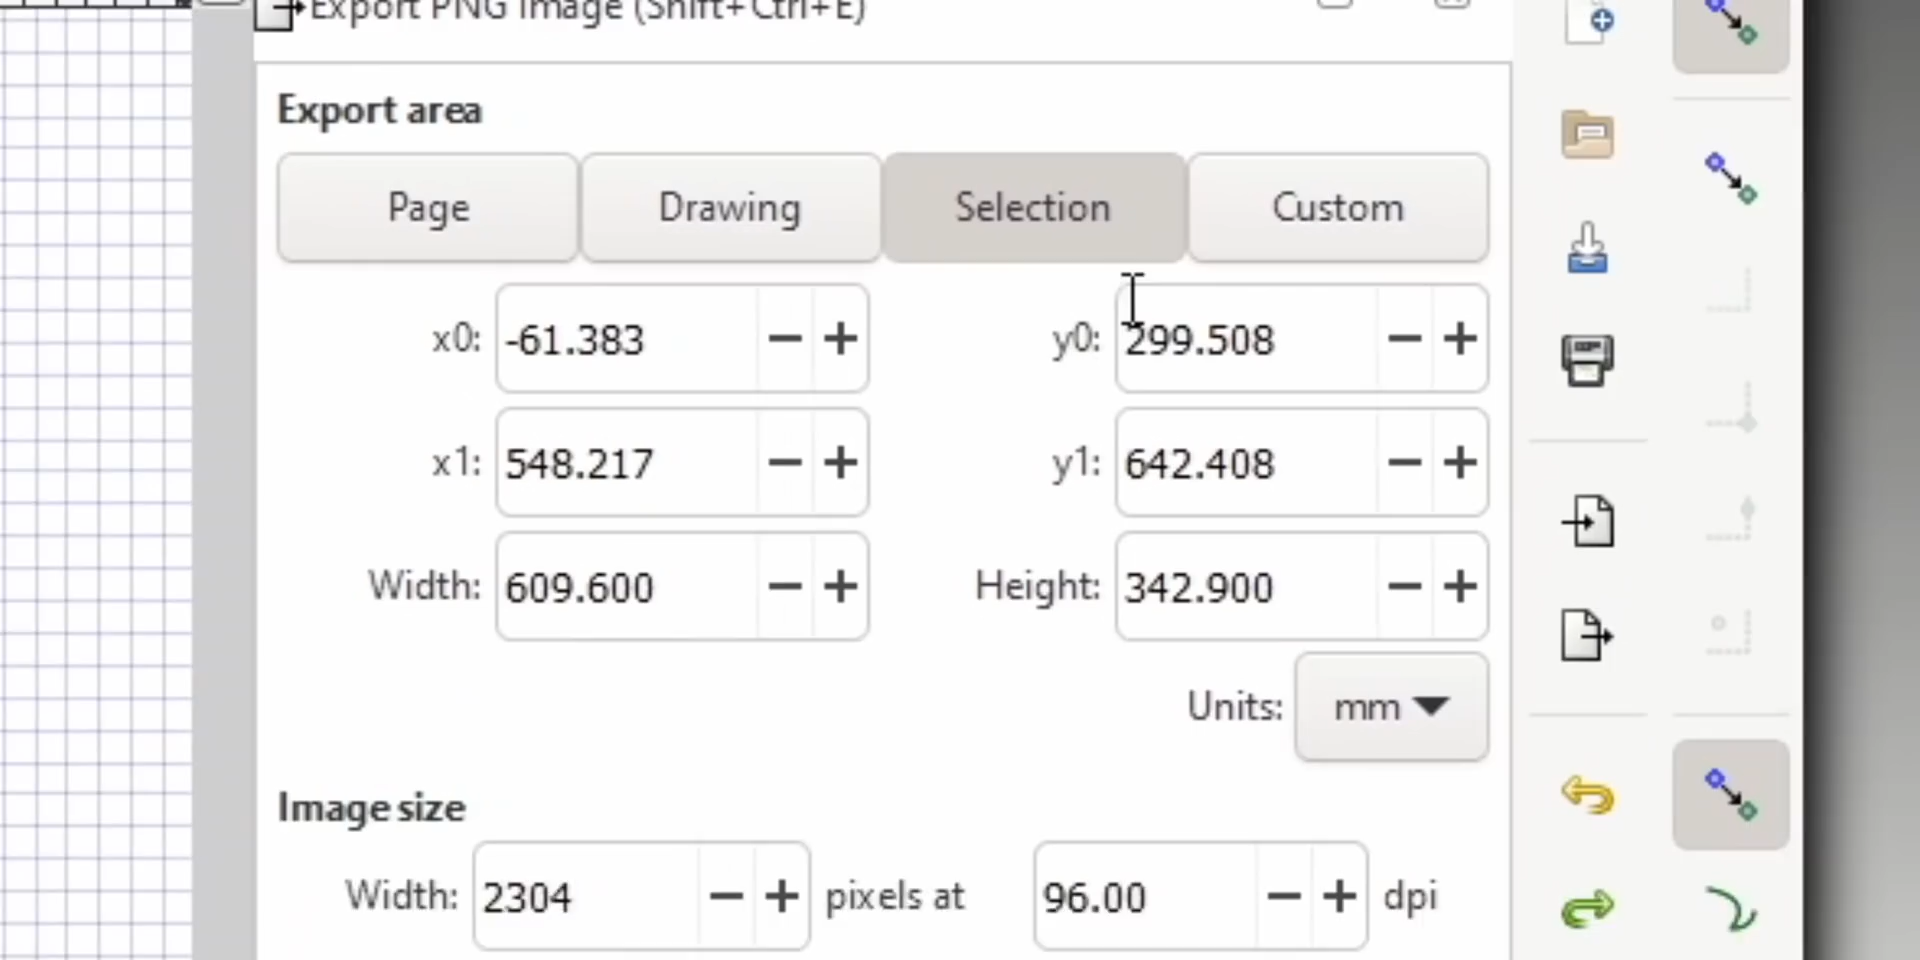 Export PNG Image (Shift+Ctrl+E)
Export area
Page Drawing Selection Custom
x0: -61.383 y0: 299.508
x1: 548.217 y1: 642.408
Width: 609.600 Height: 342.900
Units: mm
Image size
Width: 2304 pixels at 96.00 dpi